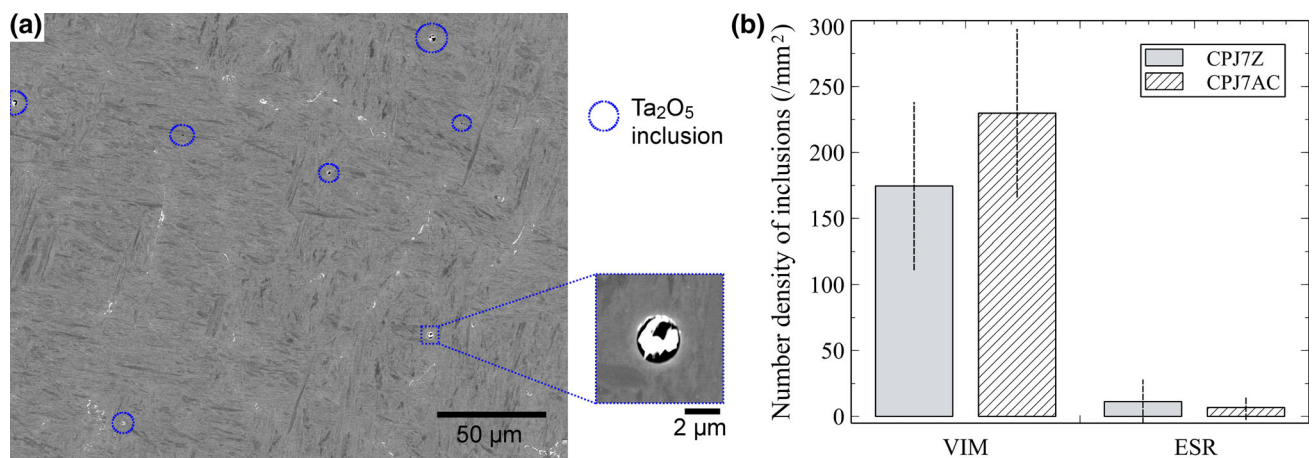 (a)
Ta₂O₅
inclusion
50 µm
2 µm
(b)
Number density of inclusions (/mm²)
300
250
200
150
100
50
0
CPJ7Z
CPJ7AC
VIM
ESR